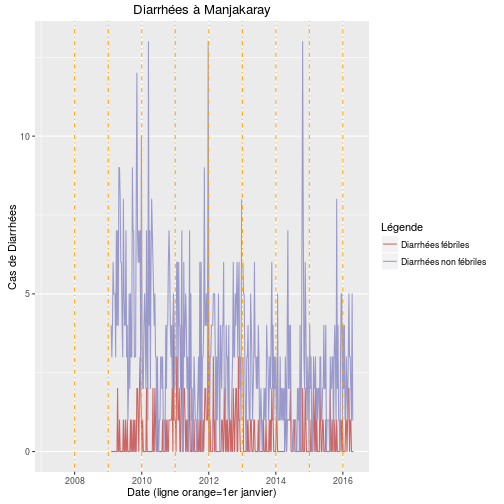 Diarrhées à Manjakaray
Cas de Diarrhées
10
5
0
2008 2010 2012 2014 2016
Date (ligne orange=1er janvier)
Légende
Diarrhées fébriles
Diarrhées non fébriles